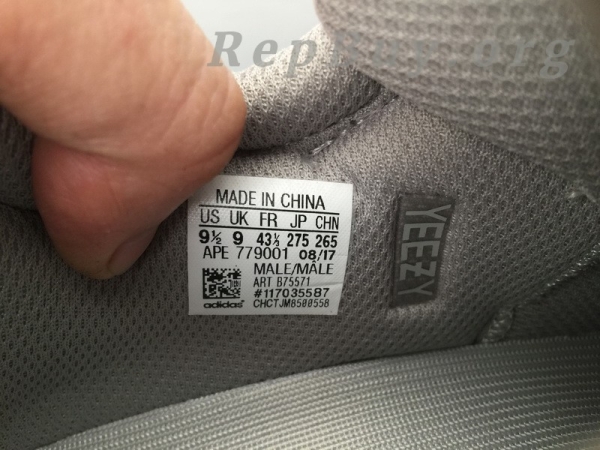 MADE IN CHINA
US UK FR JP CHN
9½ 9 43⅓ 275 265
APE 779001 08/17
MALE/MÂLE
ART B75571
#117035587
adidas CHCTJM8500558
YEEZY